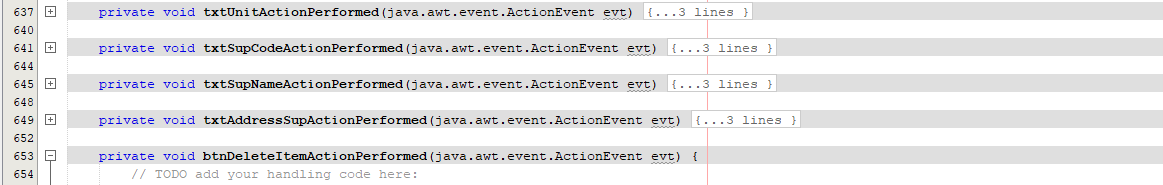 637 private void txtUnitActionPerformed(java.awt.event.ActionEvent evt) {...3 lines }
640
641 private void txtSupCodeActionPerformed(java.awt.event.ActionEvent evt) {...3 lines }
644
645 private void txtSupNameActionPerformed(java.awt.event.ActionEvent evt) {...3 lines }
648
649 private void txtAddressSupActionPerformed(java.awt.event.ActionEvent evt) {...3 lines }
652
653 private void btnDeleteItemActionPerformed(java.awt.event.ActionEvent evt) {
654 // TODO add your handling code here: